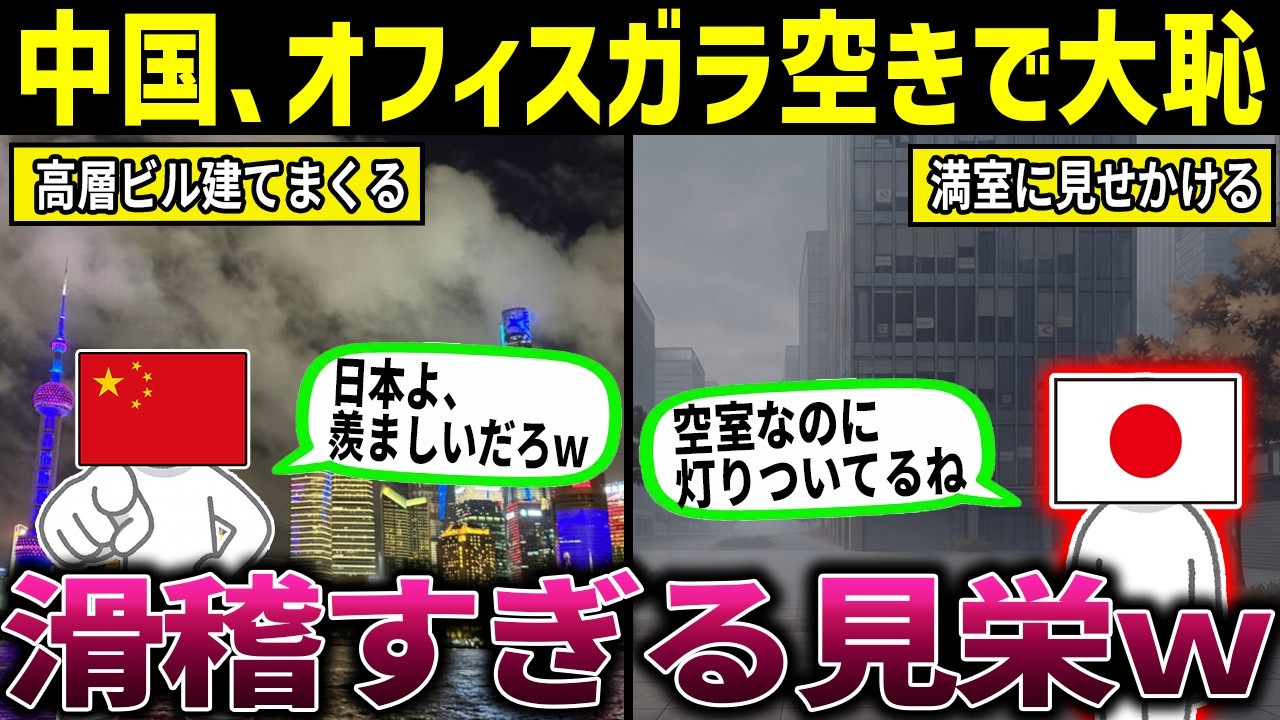 中国、オフィスガラ空きで大恥
高層ビル建てまくる
満室に見せかける
日本よ、
羨ましいだろw
空室なのに
灯りついてるね
滑稽すぎる見栄w